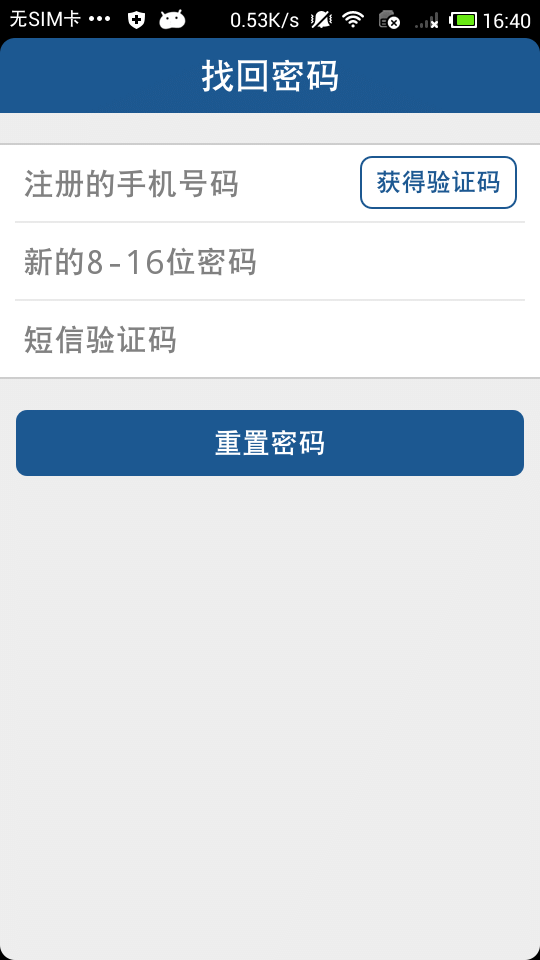 无SIM卡 ••• 0.53K/s 16:40
找回密码
注册的手机号码 获得验证码
新的8-16位密码
短信验证码
重置密码